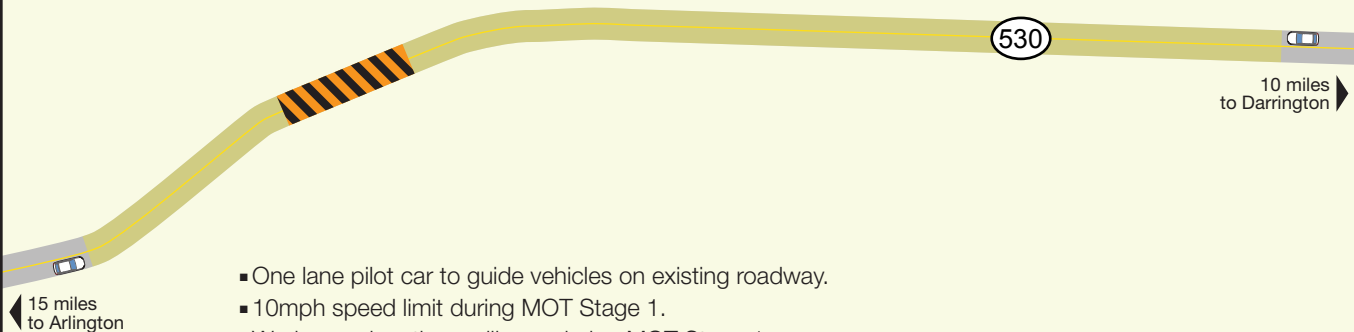 530
10 miles
to Darrington
15 miles
to Arlington
One lane pilot car to guide vehicles on existing roadway.
10mph speed limit during MOT Stage 1.